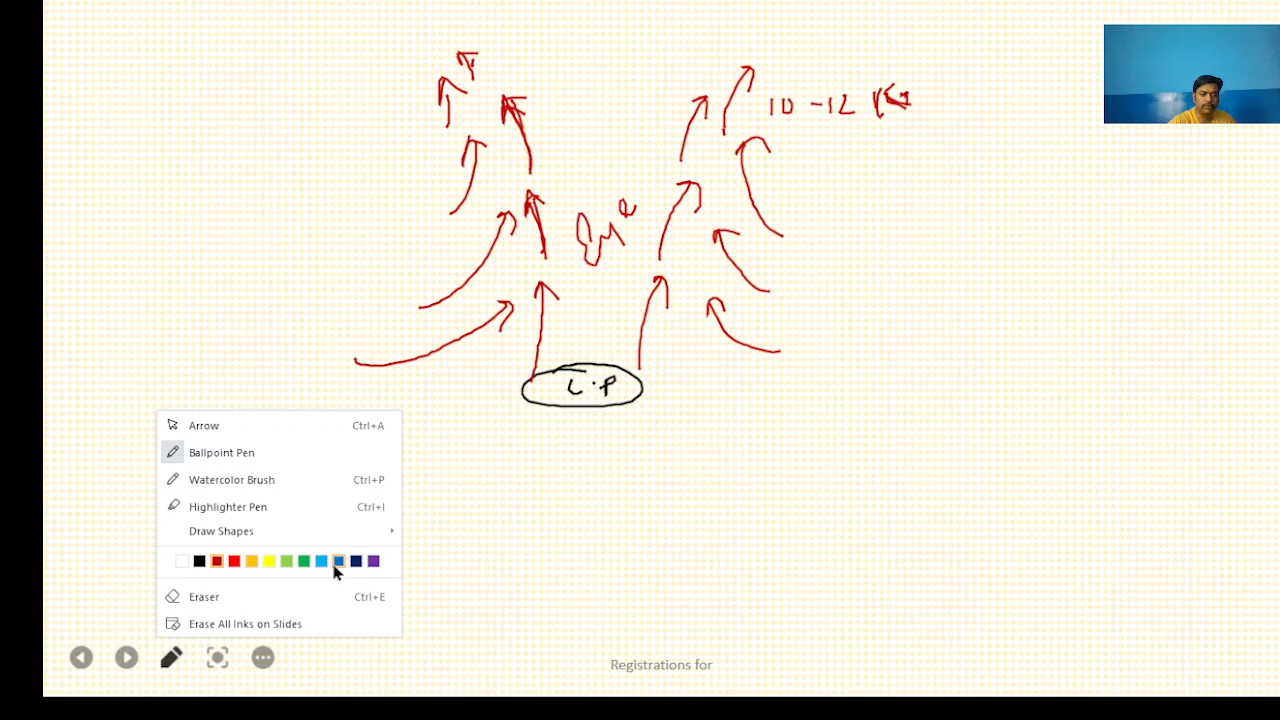 10 - 12 K
L.P
Arrow Ctrl+A
Ballpoint Pen
Watercolor Brush Ctrl+P
Highlighter Pen Ctrl+I
Draw Shapes
Eraser Ctrl+E
Erase All Inks on Slides
Registrations for